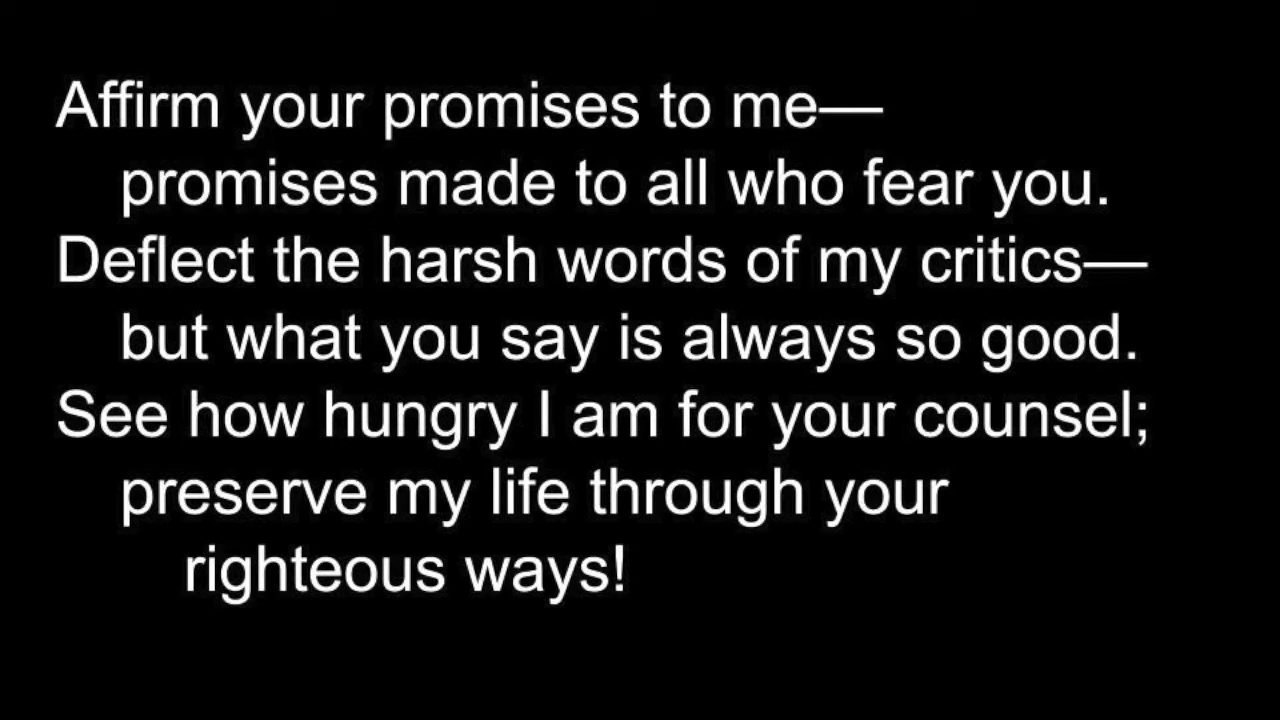 Affirm your promises to me—
promises made to all who fear you.
Deflect the harsh words of my critics—
but what you say is always so good.
See how hungry I am for your counsel;
preserve my life through your
righteous ways!